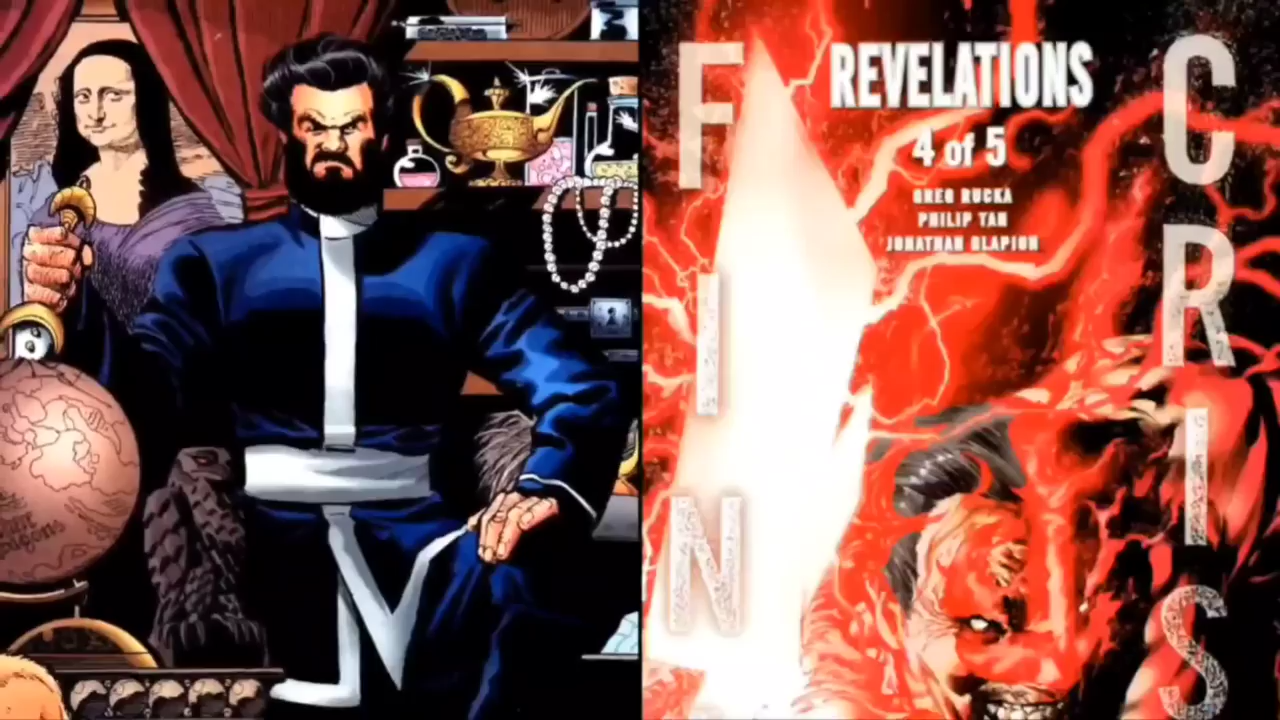 FIN
REVELATIONS
4 of 5
GREG RUCKA
PHILIP TAN
JONATHAN GLAPION
CRIS